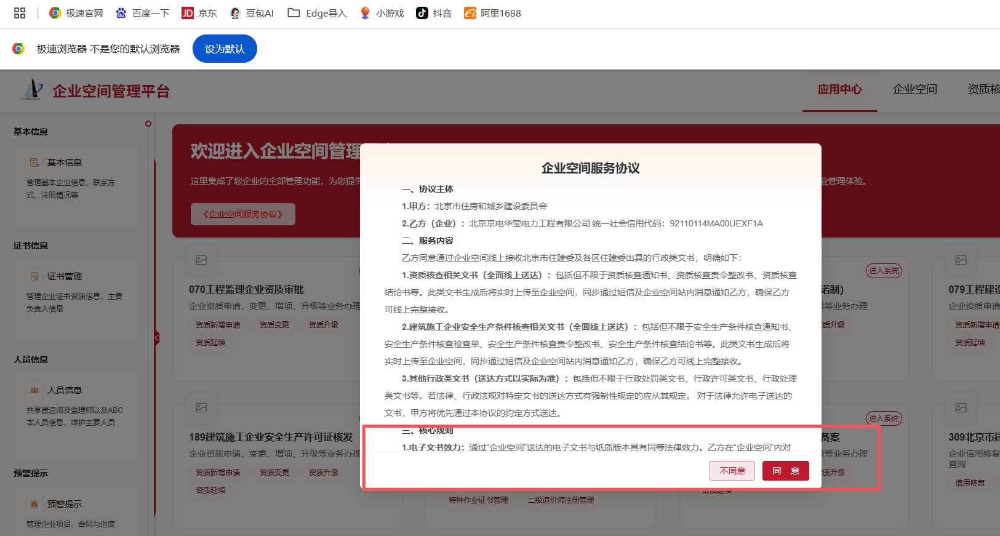 极速官网 百度一下 京东 豆包AI Edge导入 小游戏 抖音 阿里1688
极速浏览器 不是您的默认浏览器 设为默认
企业空间管理平台 应用中心 企业空间 资质核
基本信息
基本信息
管理基本企业信息、联系方
式、注册情况等
证书信息
证书管理
管理企业证书资质信息，主要
负责人信息
人员信息
人员信息
共享建造师及监理师以及ABC
本人员信息，维护主要人员
预警提示
预警提示
管理企业项目、合同与进度
欢迎进入企业空间管理
这里集成了您企业的全部管理功能，为您提供
业管理体验。
《企业空间服务协议》
070工程监理企业资质审批
企业资质申请、变更、增项、升级等业务办理
资质新增申请 资质变更 资质升级
资质延续
189建筑施工企业安全生产许可证核发
企业资质申请、变更、增项、升级等业务办理
资质新增申请 资质变更 资质升级
资质延续
企业空间服务协议
一、协议主体
1.甲方：北京市住房和城乡建设委员会
2.乙方（企业）：北京京电华莹电力工程有限公司 统一社会信用代码：92110114MA00UEXF1A
二、服务内容
乙方同意通过企业空间线上接收北京市住建委及各区住建委出具的行政类文书，明确如下：
1.资质核查相关文书（全面线上送达）：包括但不限于资质核查通知书、资质核查责令整改书、资质核查
结论书等。此类文书生成后将实时上传至企业空间，同步通过短信及企业空间站内消息通知乙方，确保乙方
可线上完整接收。
2.建筑施工企业安全生产条件核查相关文书（全面线上送达）：包括但不限于安全生产条件核查通知书、
安全生产条件核查检查单、安全生产条件核查责令整改书、安全生产条件核查结论书等。此类文书生成后将
实时上传至企业空间，同步通过短信及企业空间站内消息通知乙方，确保乙方可线上完整接收。
3.其他行政类文书（送达方式以实际为准）：包括但不限于行政处罚类文书、行政许可类文书、行政处理
类文书等。若法律、行政法规对特定文书的送达方式有强制性规定的应从其规定。 对于法律允许电子送达的
文书，甲方将优先通过本协议的约定方式送达。
三、核心规则
1.电子文书效力：通过“企业空间”送达的电子文书与纸质版本具有同等法律效力。乙方在“企业空间”内对
不同意 同 意
特种作业证书管理 二级造价师注册管理
进入系统
诺制)
级等业务办理
质升级
进入系统
备案
级等业务办理
质升级
资质延续
079工程建设
企业资质申请
资质新增申请
资质延续
309北京市建
企业信用修复
查询
信用修复